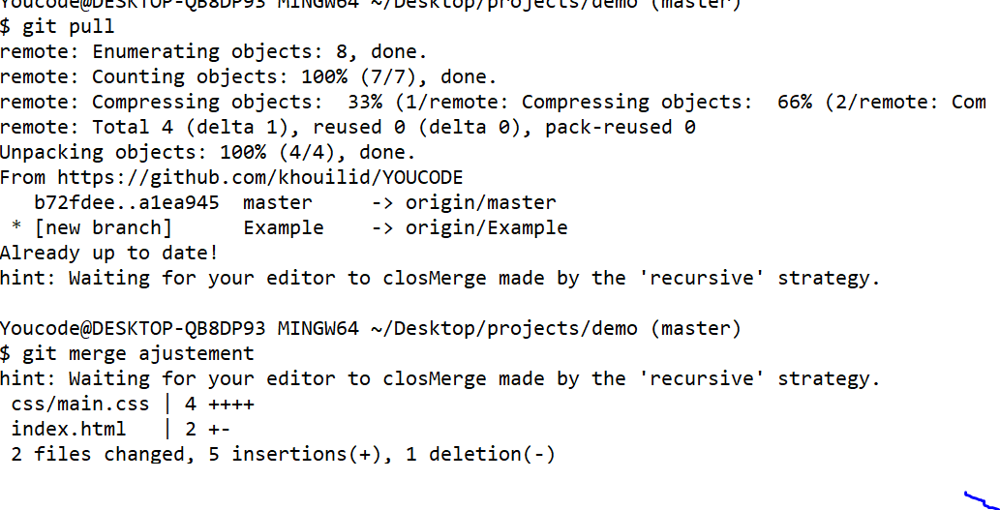 Youcode@DESKTOP-QB8DP93 MINGW64 ~/Desktop/projects/demo (master)
$ git pull
remote: Enumerating objects: 8, done.
remote: Counting objects: 100% (7/7), done.
remote: Compressing objects:  33% (1/remote: Compressing objects:  66% (2/remote: Com
remote: Total 4 (delta 1), reused 0 (delta 0), pack-reused 0
Unpacking objects: 100% (4/4), done.
From https://github.com/khouilid/YOUCODE
   b72fdee..a1ea945  master     -> origin/master
 * [new branch]      Example    -> origin/Example
Already up to date!
hint: Waiting for your editor to closMerge made by the 'recursive' strategy.
Youcode@DESKTOP-QB8DP93 MINGW64 ~/Desktop/projects/demo (master)
$ git merge ajustement
hint: Waiting for your editor to closMerge made by the 'recursive' strategy.
 css/main.css | 4 ++++
 index.html   | 2 +-
 2 files changed, 5 insertions(+), 1 deletion(-)